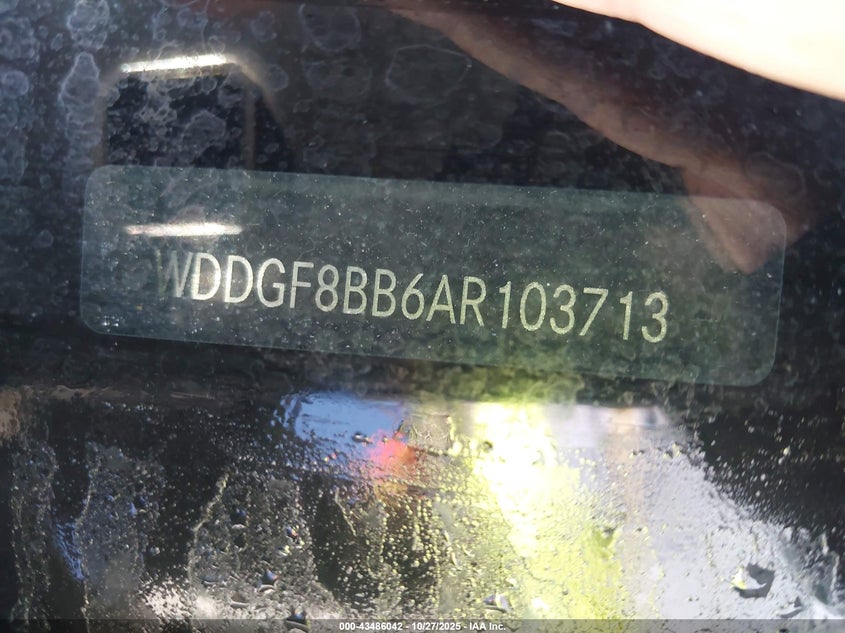 WDDGF8BB6AR103713
000-43486042 / 10/27/2025 - IAA Inc.